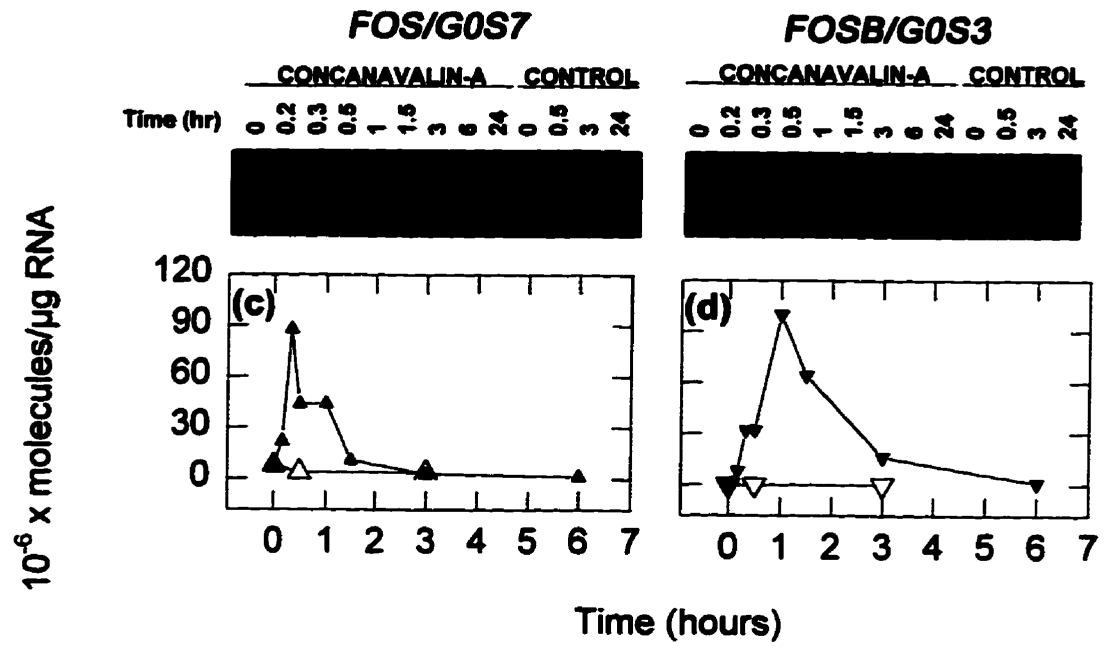 FOS/G0S7 FOSB/G0S3
CONCANAVALIN-A CONTROL CONCANAVALIN-A CONTROL
Time (hr) 0 0.2 0.3 0.5 1 1.5 3 6 24 0 0.5 3 24 0 0.2 0.3 0.5 1 1.5 3 6 24 0 0.5 3 24
10⁻⁶ x molecules/µg RNA
120
90
60
30
0
(c) (d)
0 1 2 3 4 5 6 7 0 1 2 3 4 5 6 7
Time (hours)